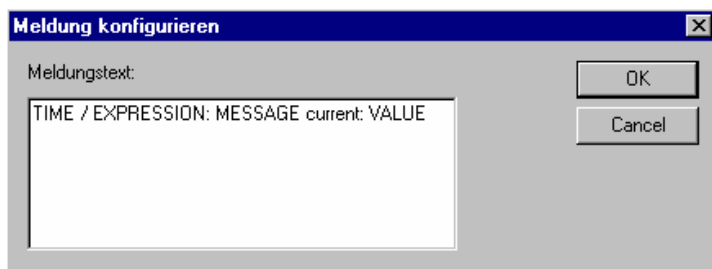 Meldung konfigurieren
Meldungstext:
OK
TIME / EXPRESSION: MESSAGE current: VALUE
Cancel